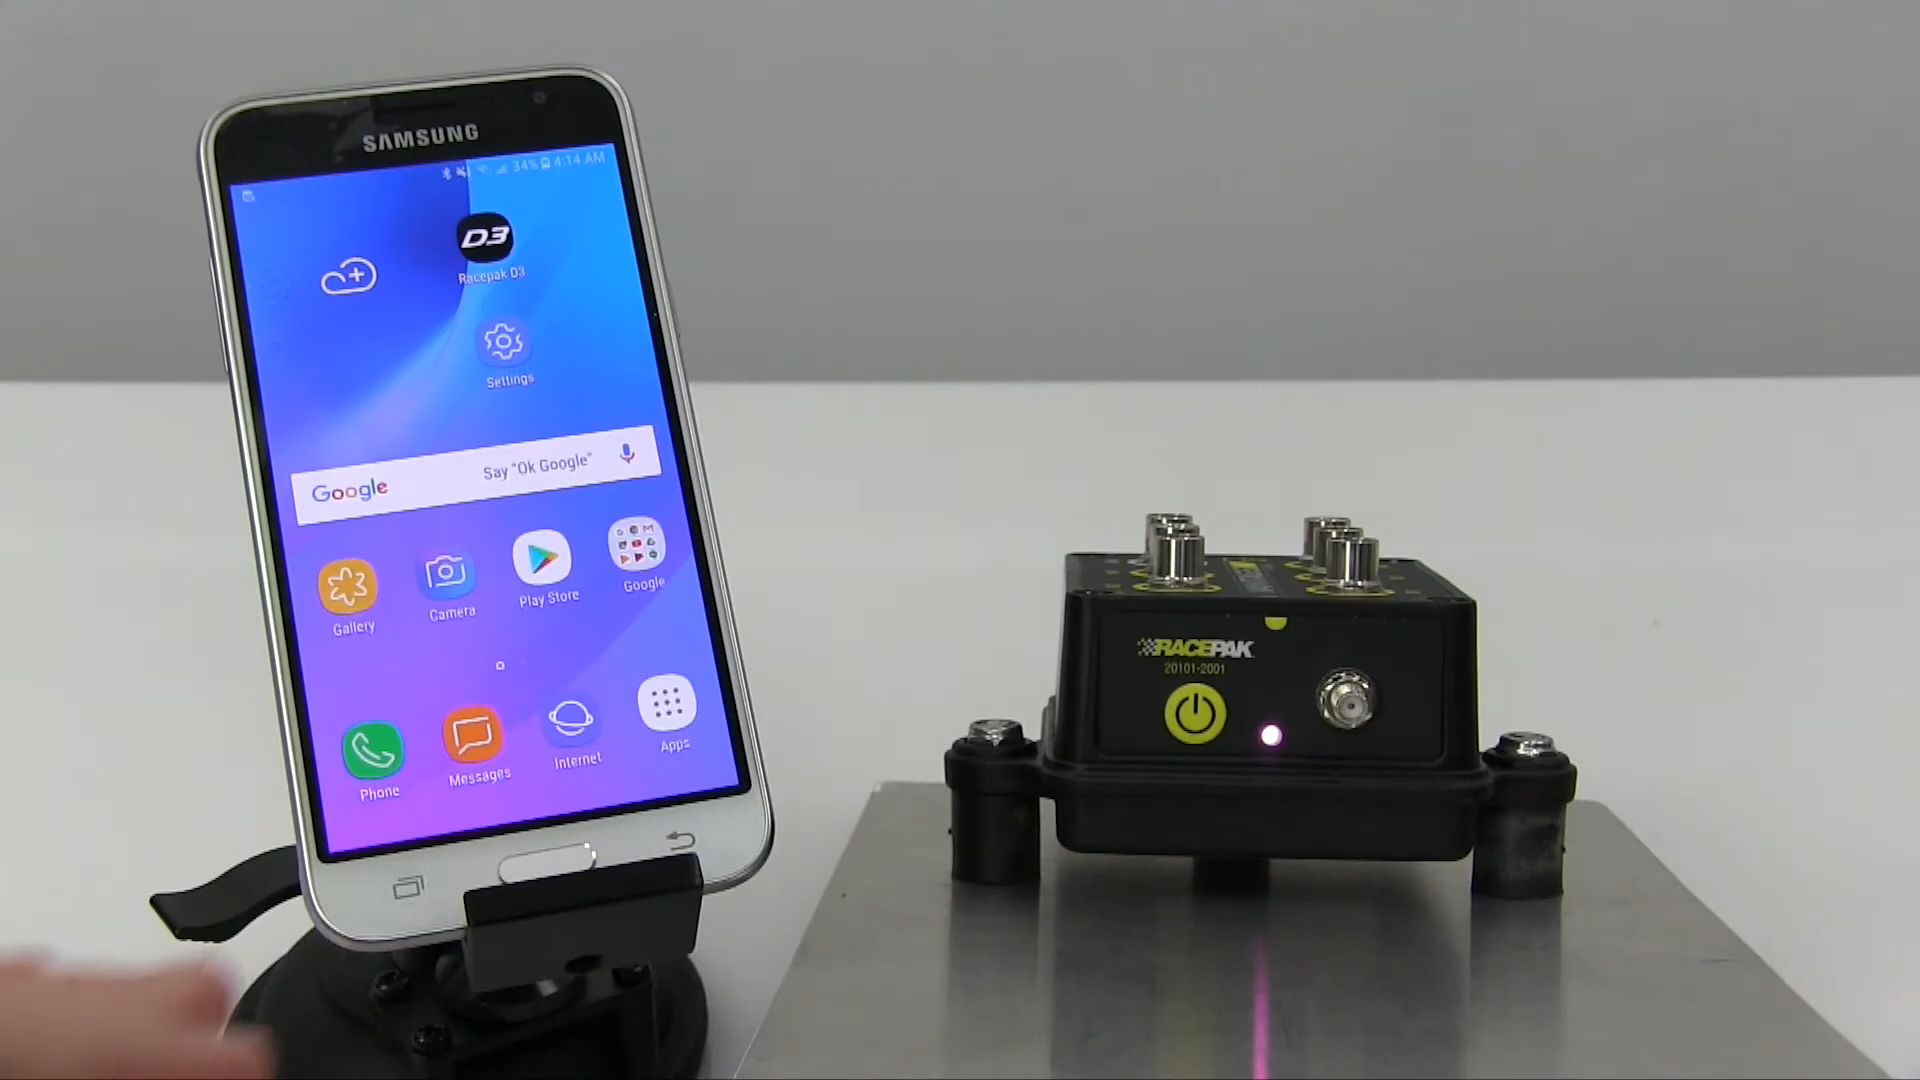 SAMSUNG
34% 4:14 AM
D3
Racepak D3
Settings
Google Say "Ok Google"
Gallery
Camera
Play Store
Google
Phone
Messages
Internet
Apps
RACEPAK
20101-2001